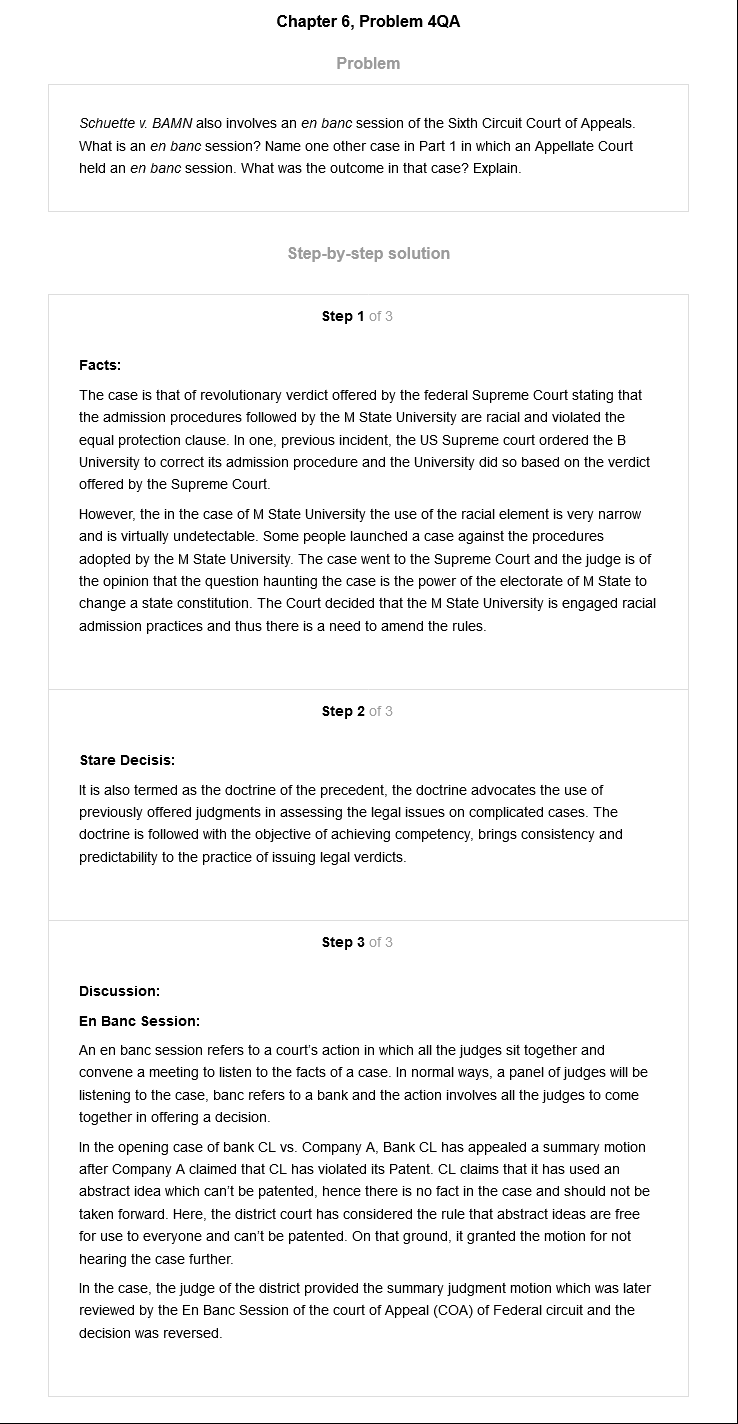 Chapter 6, Problem 4QA
Problem
Schuette v. BAMN also involves an en banc session of the Sixth Circuit Court of Appeals.
What is an en banc session? Name one other case in Part 1 in which an Appellate Court
held an en banc session. What was the outcome in that case? Explain.
Step-by-step solution
Step 1 of 3
Facts:
The case is that of revolutionary verdict offered by the federal Supreme Court stating that
the admission procedures followed by the M State University are racial and violated the
equal protection clause. In one, previous incident, the US Supreme court ordered the B
University to correct its admission procedure and the University did so based on the verdict
offered by the Supreme Court.
However, the in the case of M State University the use of the racial element is very narrow
and is virtually undetectable. Some people launched a case against the procedures
adopted by the M State University. The case went to the Supreme Court and the judge is of
the opinion that the question haunting the case is the power of the electorate of M State to
change a state constitution. The Court decided that the M State University is engaged racial
admission practices and thus there is a need to amend the rules.
Step 2 of 3
Stare Decisis:
It is also termed as the doctrine of the precedent, the doctrine advocates the use of
previously offered judgments in assessing the legal issues on complicated cases. The
doctrine is followed with the objective of achieving competency, brings consistency and
predictability to the practice of issuing legal verdicts.
Step 3 of 3
Discussion:
En Banc Session:
An en banc session refers to a court's action in which all the judges sit together and
convene a meeting to listen to the facts of a case. In normal ways, a panel of judges will be
listening to the case, banc refers to a bank and the action involves all the judges to come
together in offering a decision.
In the opening case of bank CL vs. Company A, Bank CL has appealed a summary motion
after Company A claimed that CL has violated its Patent. CL claims that it has used an
abstract idea which can't be patented, hence there is no fact in the case and should not be
taken forward. Here, the district court has considered the rule that abstract ideas are free
for use to everyone and can't be patented. On that ground, it granted the motion for not
hearing the case further.
In the case, the judge of the district provided the summary judgment motion which was later
reviewed by the En Banc Session of the court of Appeal (COA) of Federal circuit and the
decision was reversed.